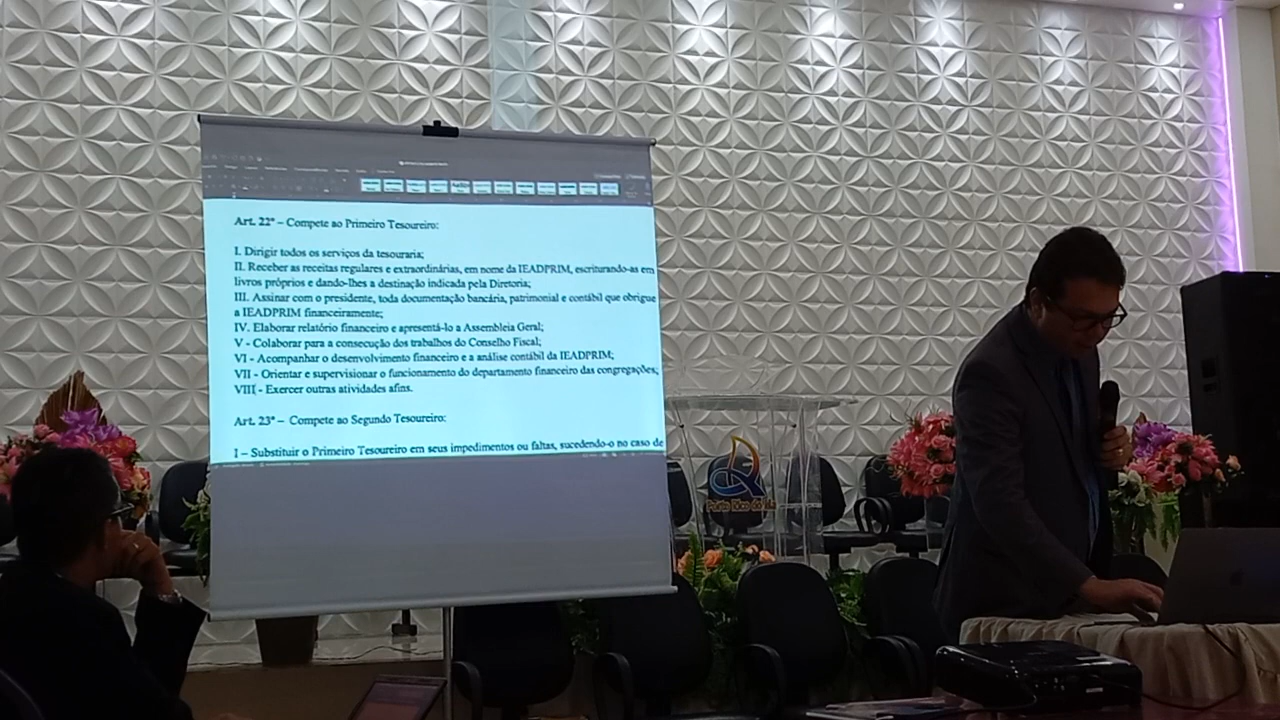 Art. 22º – Compete ao Primeiro Tesoureiro:
I. Dirigir todos os serviços da tesouraria;
II. Receber as receitas regulares e extraordinárias, em nome da IEADPRIM, escriturando-as em
livros próprios e dando-lhes a destinação indicada pela Diretoria;
III. Assinar com o presidente, toda documentação bancária, patrimonial e contábil que obrigue
a IEADPRIM financeiramente;
IV. Elaborar relatório financeiro e apresentá-lo a Assembleia Geral;
V - Colaborar para a consecução dos trabalhos do Conselho Fiscal;
VI - Acompanhar o desenvolvimento financeiro e a análise contábil da IEADPRIM;
VII - Orientar e supervisionar o funcionamento do departamento financeiro das congregações;
VIII - Exercer outras atividades afins.
Art. 23º – Compete ao Segundo Tesoureiro:
I – Substituir o Primeiro Tesoureiro em seus impedimentos ou faltas, sucedendo-o no caso de